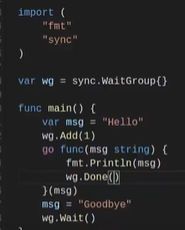 import (
    "fmt"
    "sync"
)

var wg = sync.WaitGroup{}

func main() {
    var msg = "Hello"
    wg.Add(1)
    go func(msg string) {
        fmt.Println(msg)
        wg.Done()
    }(msg)
    msg = "Goodbye"
    wg.Wait()